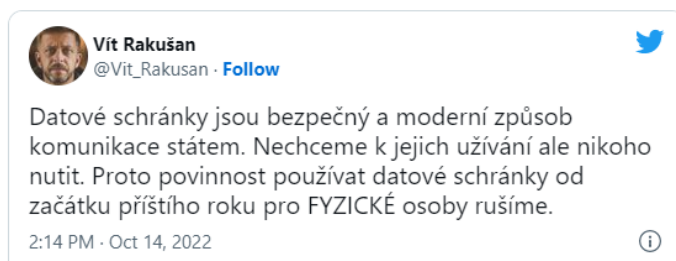 Vít Rakušan
@Vit_Rakusan · Follow
Datové schránky jsou bezpečný a moderní způsob
komunikace státem. Nechceme k jejich užívání ale nikoho
nutit. Proto povinnost používat datové schránky od
začátku příštího roku pro FYZICKÉ osoby rušíme.
2:14 PM · Oct 14, 2022